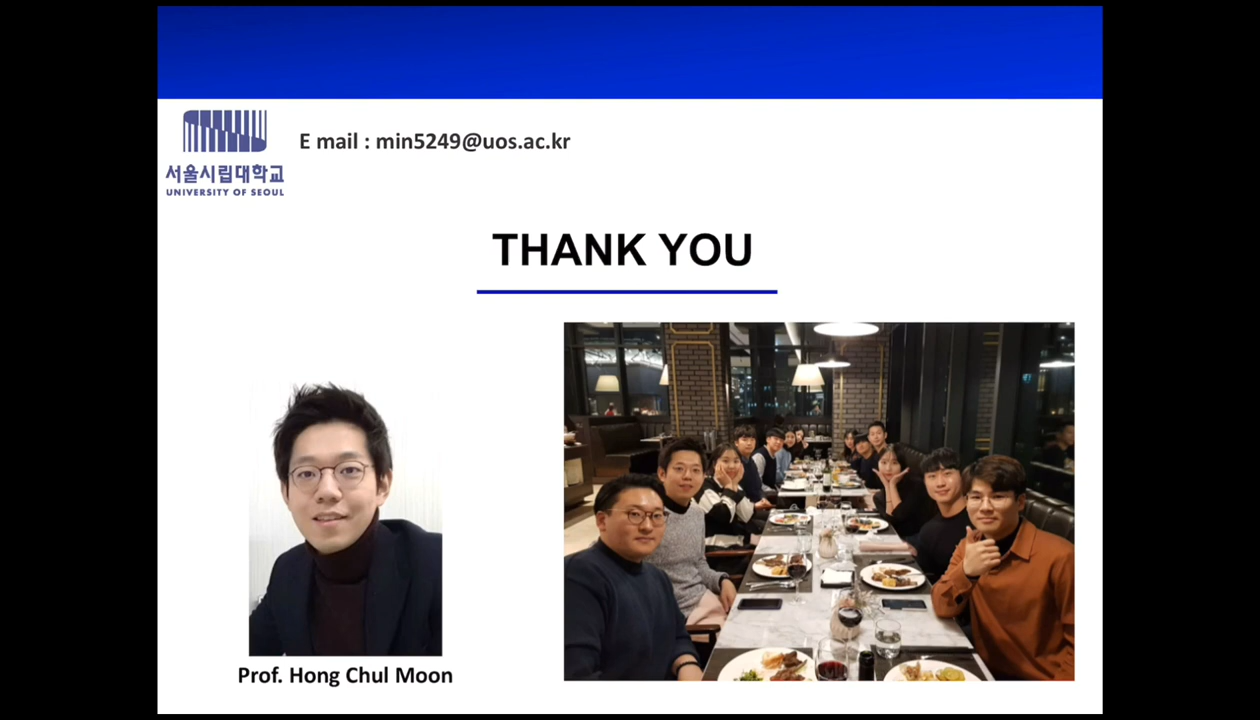 E mail : min5249@uos.ac.kr
서울시립대학교
UNIVERSITY OF SEOUL
THANK YOU
Prof. Hong Chul Moon